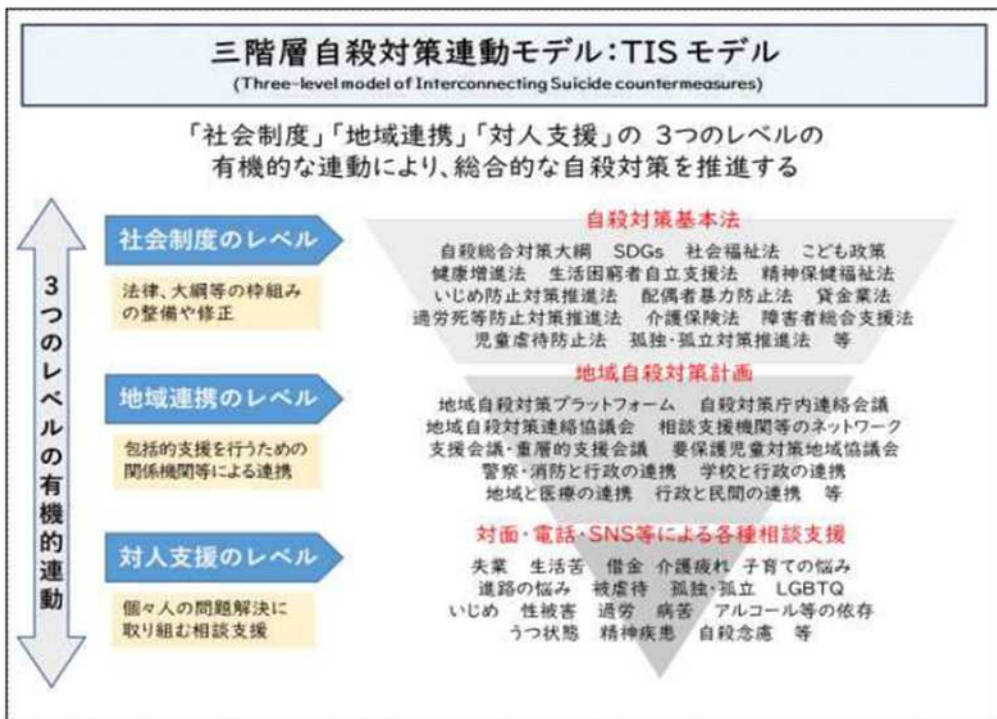 三階層自殺対策連動モデル:TISモデル
(Three-level model of Interconnecting Suicide countermeasures)
「社会制度」「地域連携」「対人支援」の 3つのレベルの
有機的な連動により、総合的な自殺対策を推進する
3つのレベルの有機的連動
社会制度のレベル
法律、大綱等の枠組み
の整備や修正
自殺対策基本法
自殺総合対策大綱 SDGs 社会福祉法 こども政策
健康増進法 生活困窮者自立支援法 精神保健福祉法
いじめ防止対策推進法 配偶者暴力防止法 貸金業法
過労死等防止対策推進法 介護保険法 障害者総合支援法
児童虐待防止法 孤独・孤立対策推進法 等
地域連携のレベル
包括的支援を行うための
関係機関等による連携
地域自殺対策計画
地域自殺対策プラットフォーム 自殺対策庁内連絡会議
地域自殺対策連絡協議会 相談支援機関等のネットワーク
支援会議・重層的支援会議 要保護児童対策地域協議会
警察・消防と行政の連携 学校と行政の連携
地域と医療の連携 行政と民間の連携 等
対人支援のレベル
個々人の問題解決に
取り組む相談支援
対面・電話・SNS等による各種相談支援
失業 生活苦 借金 介護疲れ 子育ての悩み
進路の悩み 被虐待 孤独・孤立 LGBTQ
いじめ 性被害 過労 病苦 アルコール等の依存
うつ状態 精神疾患 自殺念慮 等